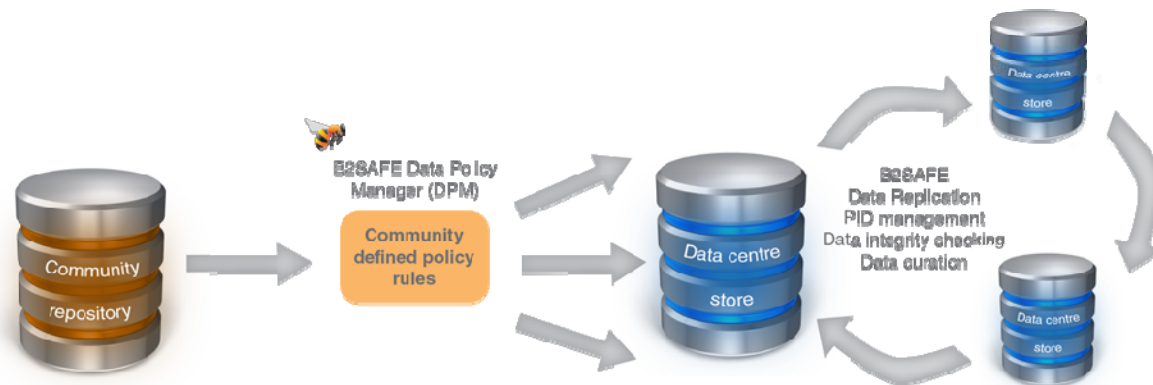 Community
repository
B2SAFE Data Policy
Manager (DPM)
Community
defined policy
rules
Data centre
store
Data centre
store
B2SAFE
Data Replication
PID management
Data integrity checking
Data curation
Data centre
store